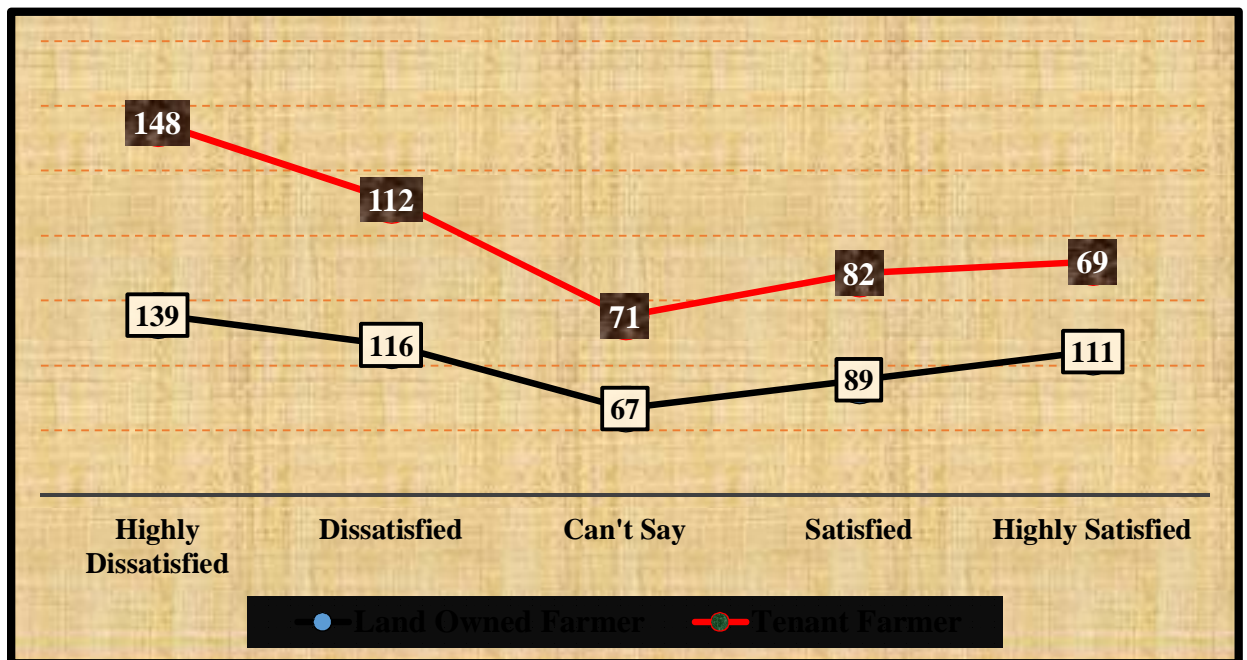 148
112
71
82
69
139
116
67
89
111
Highly Dissatisfied
Dissatisfied
Can't Say
Satisfied
Highly Satisfied
Land Owned Farmer
Tenant Farmer